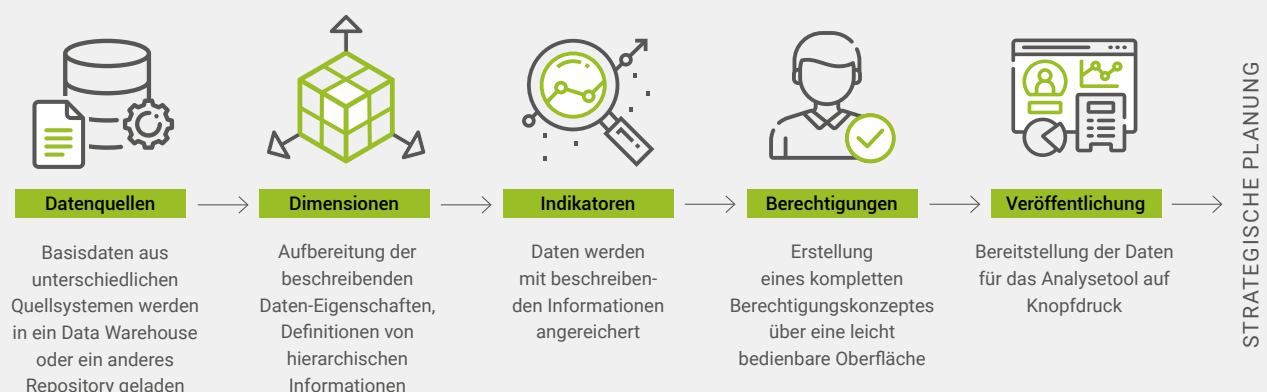 Datenquellen
Basisdaten aus
unterschiedlichen
Quellsystemen werden
in ein Data Warehouse
oder ein anderes
Repository geladen
Dimensionen
Aufbereitung der
beschreibenden
Daten-Eigenschaften,
Definitionen von
hierarchischen
Informationen
Indikatoren
Daten werden
mit beschreiben-
den Informationen
angereichert
Berechtigungen
Erstellung
eines kompletten
Berechtigungskonzeptes
über eine leicht
bedienbare Oberfläche
Veröffentlichung
Bereitstellung der Daten
für das Analysetool auf
Knopfdruck
STRATEGISCHE PLANUNG